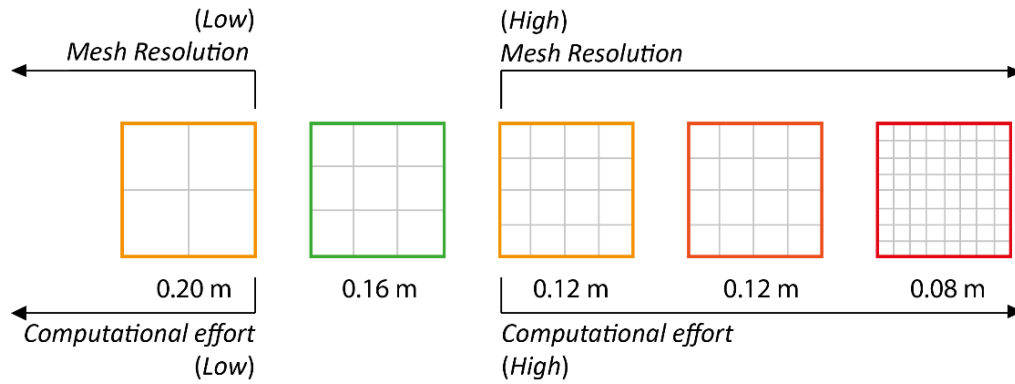 (Low)
Mesh Resolution
(High)
Mesh Resolution
0.20 m
0.16 m
0.12 m
0.12 m
0.08 m
Computational effort
(Low)
Computational effort
(High)